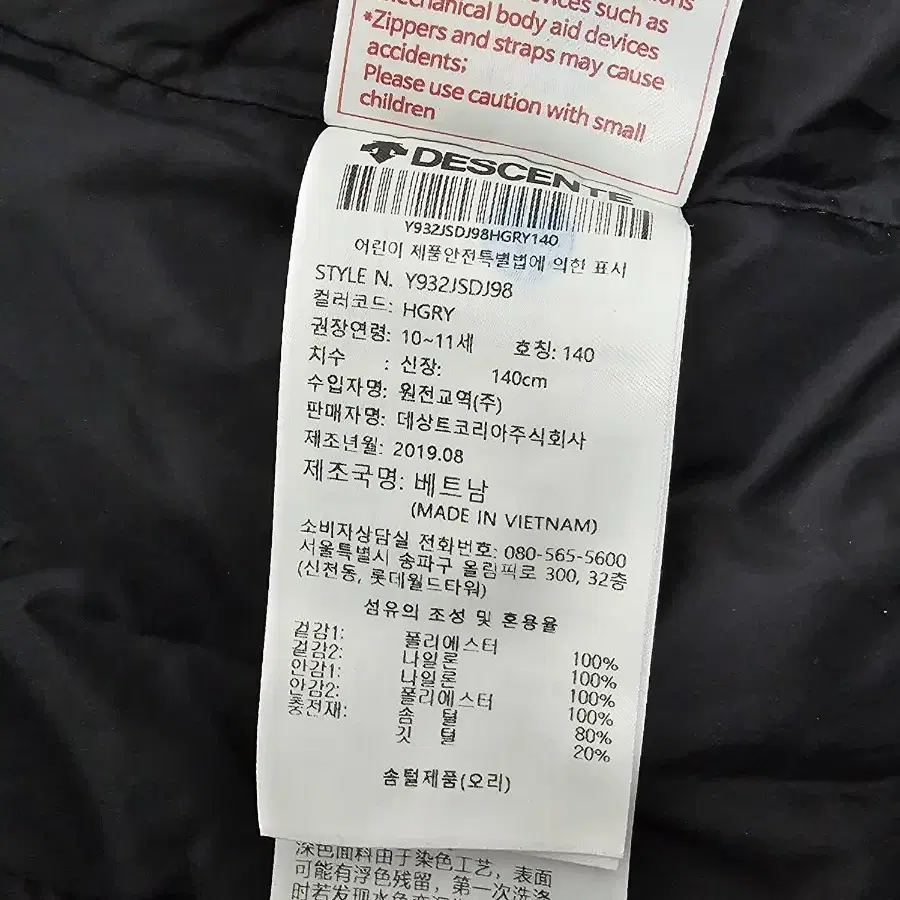 devices such as
mechanical body aid devices
*Zippers and straps may cause
accidents;
Please use caution with small
children
DESCENTE
Y932JSDJ98HGRY140
어린이 제품안전특별법에 의한 표시
STYLE N. Y932JSDJ98
컬러코드: HGRY
권장연령: 10~11세 호칭: 140
치수 : 신장: 140cm
수입자명: 원전교역(주)
판매자명: 데상트코리아주식회사
제조년월: 2019.08
제조국명: 베트남
(MADE IN VIETNAM)
소비자상담실 전화번호: 080-565-5600
서울특별시 송파구 올림픽로 300, 32층
(신천동, 롯데월드타워)
섬유의 조성 및 혼용율
겉감1: 폴리에스터 100%
겉감2: 나일론 100%
안감1: 나일론 100%
안감2: 폴리에스터 100%
충전재: 솜 털 80%
깃 털 20%
솜털제품(오리)
深色面料由于染色工艺，表面
可能有浮色残留，第一次洗涤
时若发现水色变深